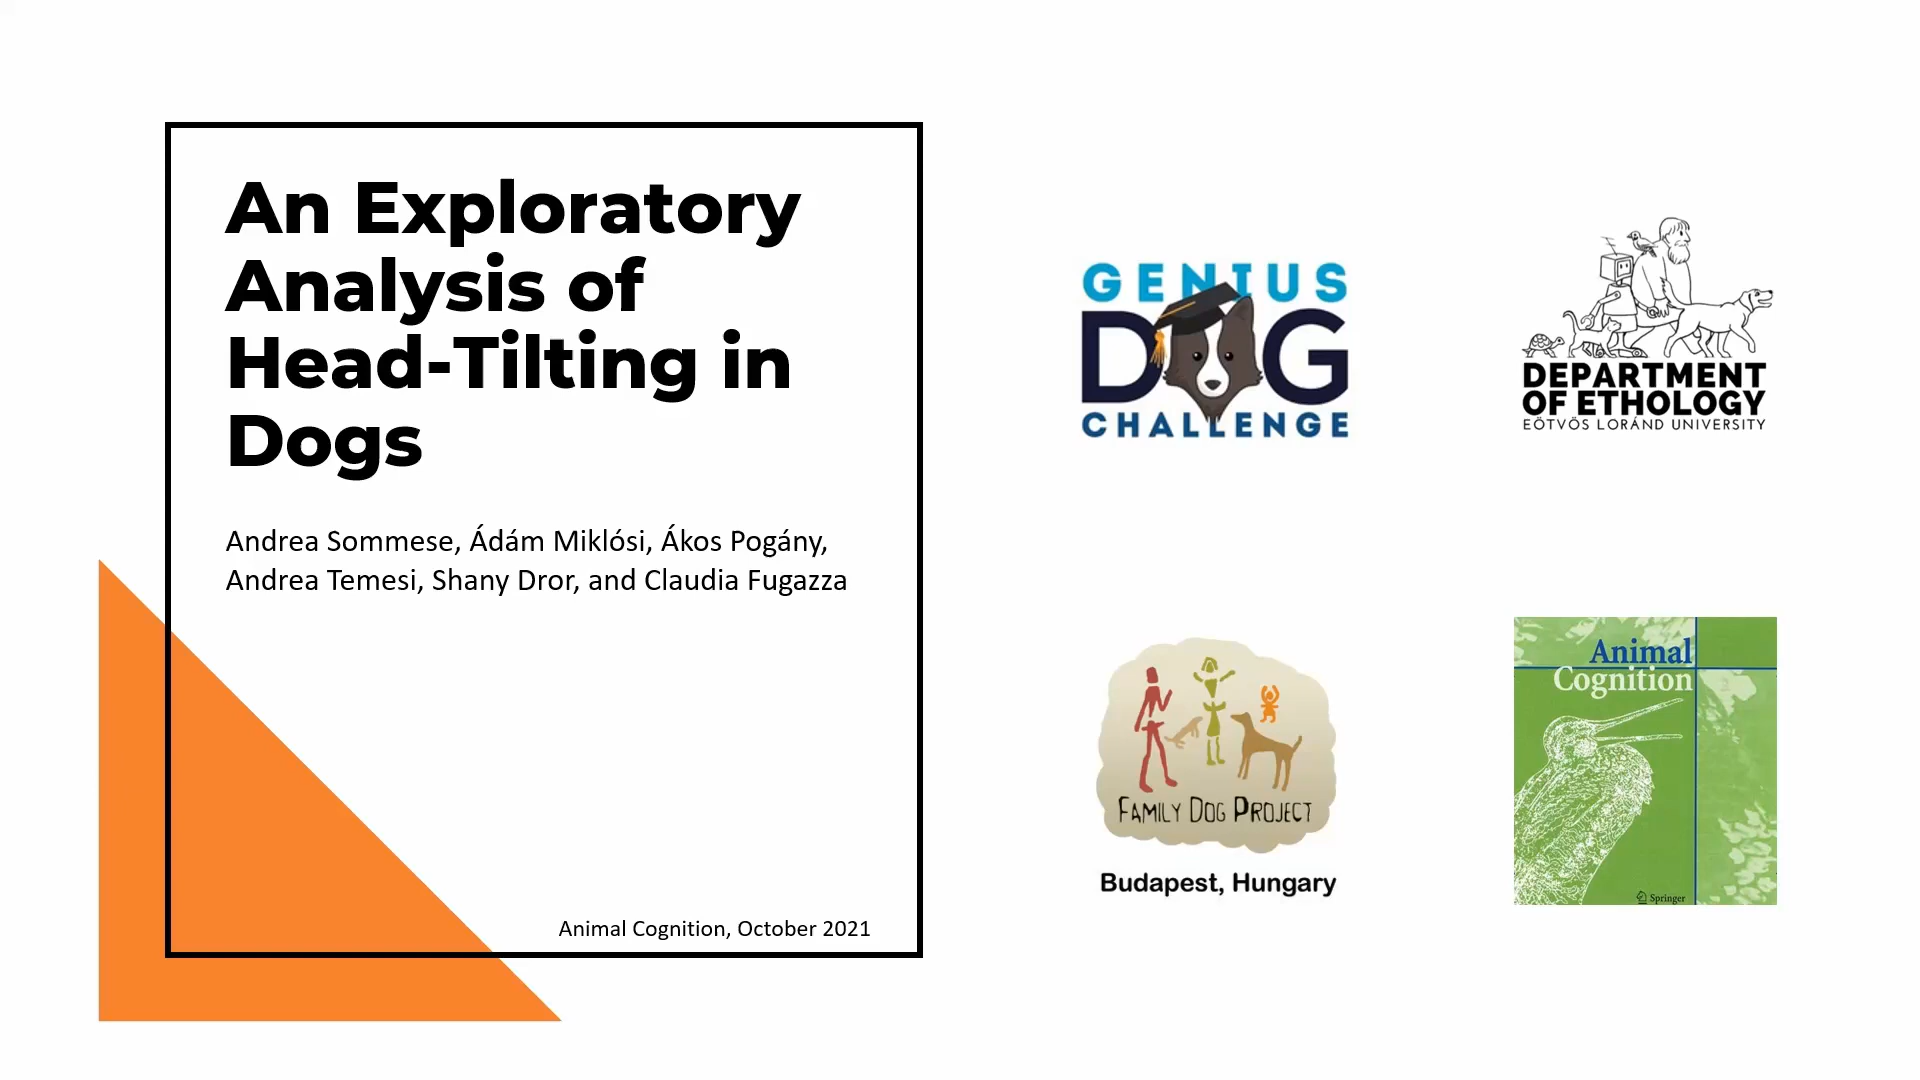 An Exploratory
Analysis of
Head-Tilting in
Dogs
Andrea Sommese, Ádám Miklósi, Ákos Pogány,
Andrea Temesi, Shany Dror, and Claudia Fugazza
Animal Cognition, October 2021
GENIUS
DOG
CHALLENGE
DEPARTMENT
OF ETHOLOGY
EÖTVÖS LORÁND UNIVERSITY
FAMILY DOG PROJECT
Budapest, Hungary
Animal
Cognition
Springer